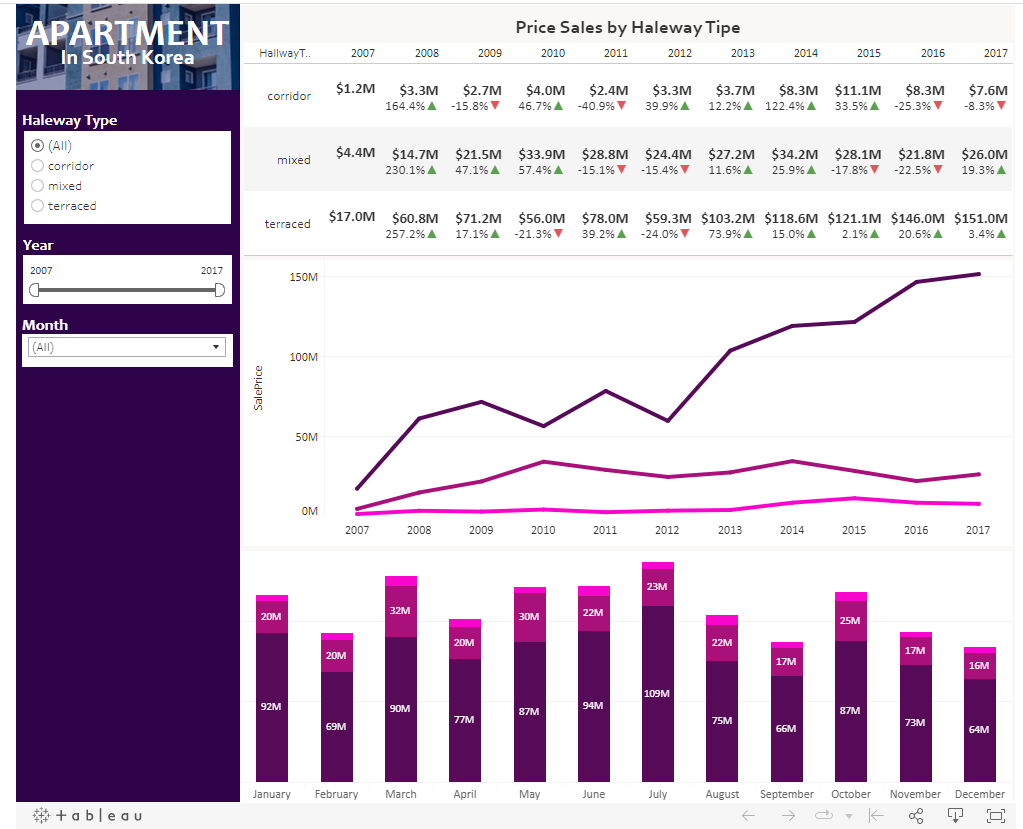 APARTMENT
In South Korea
Haleway Type
(All)
corridor
mixed
terraced
Year
2007 2017
Month
(All)
Price Sales by Haleway Tipe
HallwayT.. 2007 2008 2009 2010 2011 2012 2013 2014 2015 2016 2017
corridor $1.2M $3.3M $2.7M $4.0M $2.4M $3.3M $3.7M $8.3M $11.1M $8.3M $7.6M
164.4%▲ -15.8%▼ 46.7%▲ -40.9%▼ 39.9%▲ 12.2%▲ 122.4%▲ 33.5%▲ -25.3%▼ -8.3%▼
mixed $4.4M $14.7M $21.5M $33.9M $28.8M $24.4M $27.2M $34.2M $28.1M $21.8M $26.0M
230.1%▲ 47.1%▲ 57.4%▲ -15.1%▼ -15.4%▼ 11.6%▲ 25.9%▲ -17.8%▼ -22.5%▼ 19.3%▲
terraced $17.0M $60.8M $71.2M $56.0M $78.0M $59.3M $103.2M $118.6M $121.1M $146.0M $151.0M
257.2%▲ 17.1%▲ -21.3%▼ 39.2%▲ -24.0%▼ 73.9%▲ 15.0%▲ 2.1%▲ 20.6%▲ 3.4%▲
SalePrice
150M
100M
50M
0M
2007 2008 2009 2010 2011 2012 2013 2014 2015 2016 2017
20M 20M 32M 20M 30M 22M 23M 22M 17M 25M 17M 16M
92M 69M 90M 77M 87M 94M 109M 75M 66M 87M 73M 64M
January February March April May June July August September October November December
+ableau